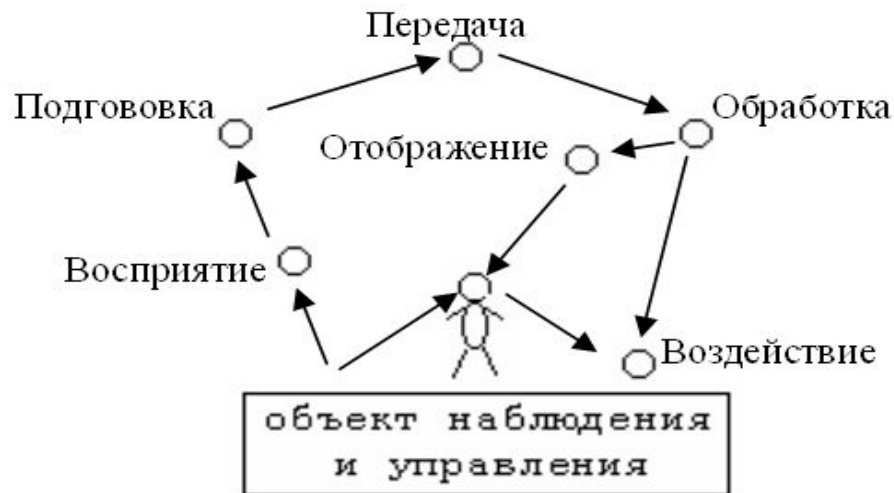 Передача
Подгововка
Обработка
Отображение
Восприятие
Воздействие
объект наблюдения
и управления